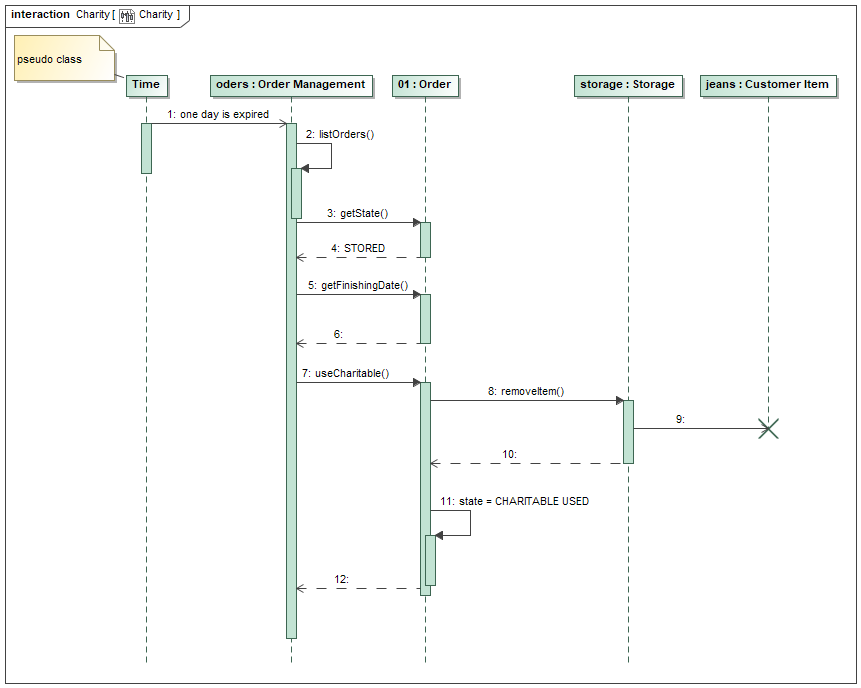 interaction Charity [ Charity ]
pseudo class
Time
oders : Order Management
01 : Order
storage : Storage
jeans : Customer Item
1: one day is expired
2: listOrders()
3: getState()
4: STORED
5: getFinishingDate()
6:
7: useCharitable()
8: removeItem()
9:
10:
11: state = CHARITABLE USED
12: